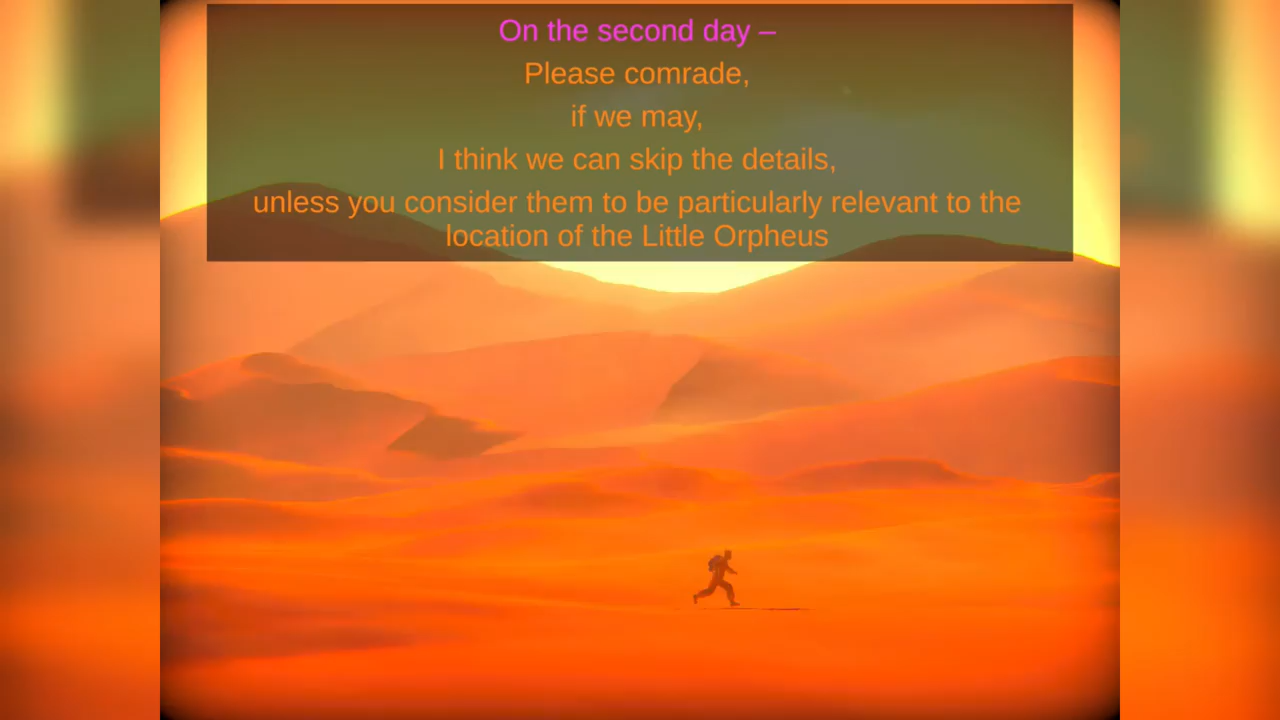 On the second day –
Please comrade,
if we may,
I think we can skip the details,
unless you consider them to be particularly relevant to the
location of the Little Orpheus